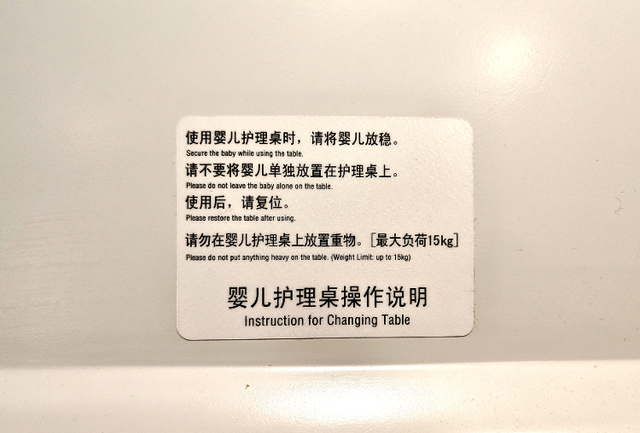 使用婴儿护理桌时，请将婴儿放稳。
Secure the baby while using the table.
请不要将婴儿单独放置在护理桌上。
Please do not leave the baby alone on the table.
使用后，请复位。
Please restore the table after using.
请勿在婴儿护理桌上放置重物。[最大负荷15kg]
Please do not put anything heavy on the table. (Weight Limit: up to 15kg)
婴儿护理桌操作说明
Instruction for Changing Table